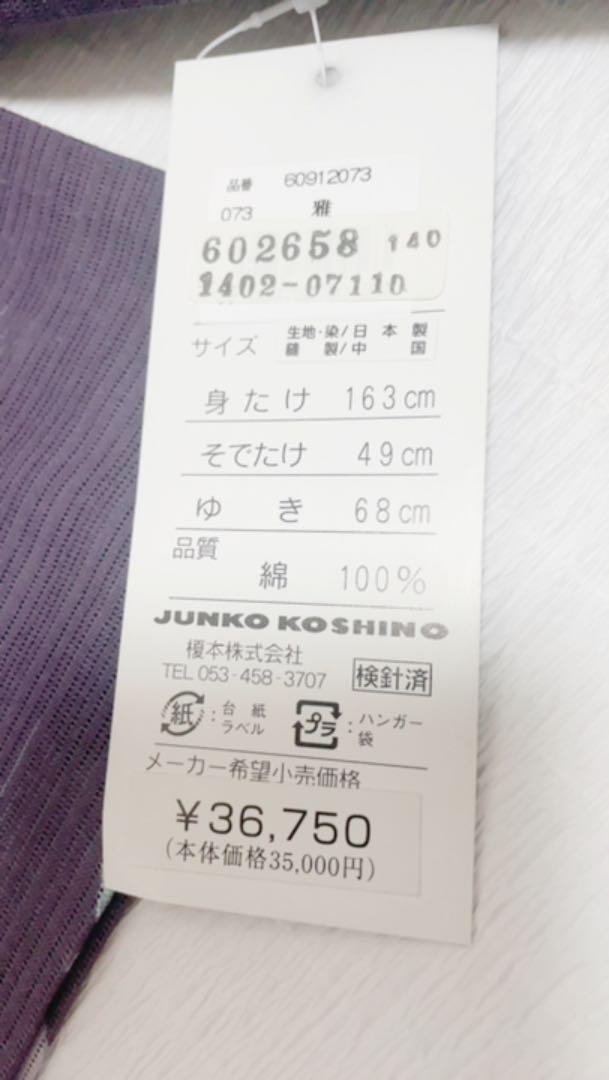 品番 60912073
073 雅
602658 140
1402-07110
サイズ 生地・染/日本製
縫製/中国
身たけ 163cm
そでたけ 49cm
ゆき 68cm
品質
綿 100%
JUNKO KOSHINO
榎本株式会社
TEL 053-458-3707 検針済
紙:台紙
ラベル
プラ:ハンガー
袋
メーカー希望小売価格
¥36,750
(本体価格35,000円)